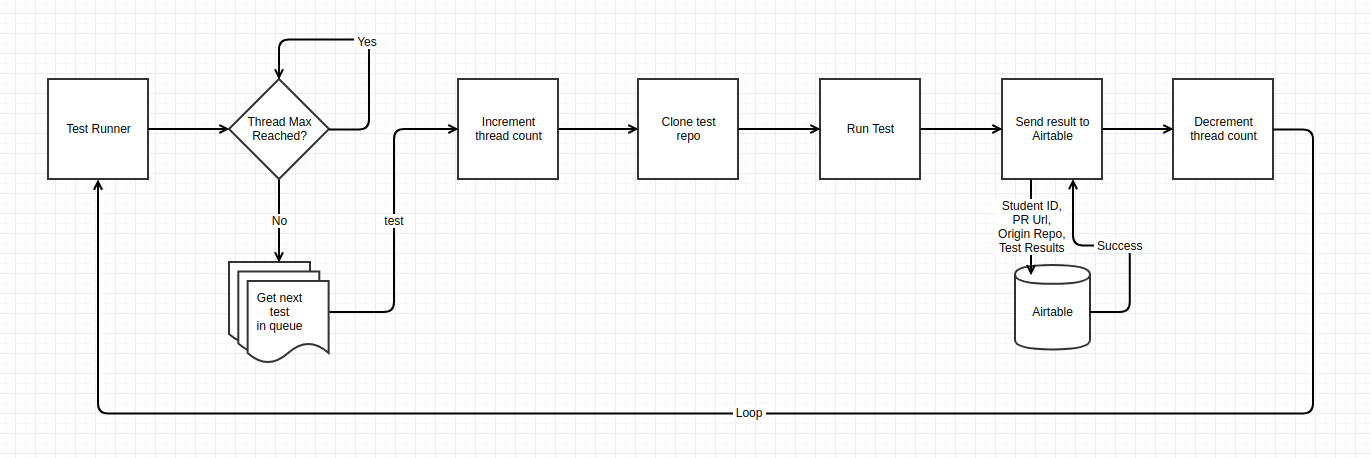 Yes
Test Runner
Thread Max
Reached?
Increment
thread count
Clone test
repo
Run Test
Send result to
Airtable
Decrement
thread count
No
test
Student ID,
PR Url,
Origin Repo,
Test Results
Success
Get next
test
in queue
Airtable
Loop